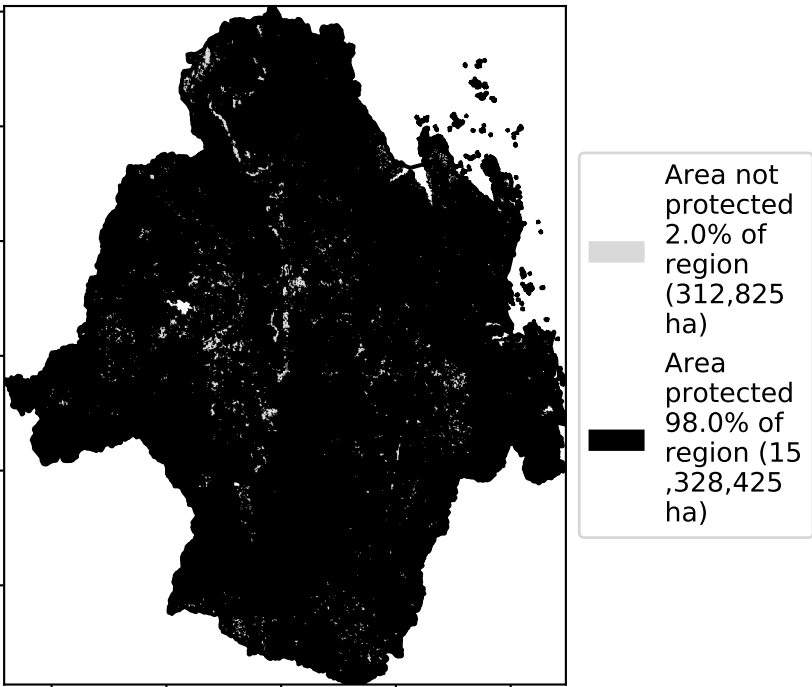 Area not
protected
2.0% of
region
(312,825
ha)
Area
protected
98.0% of
region (15
,328,425
ha)